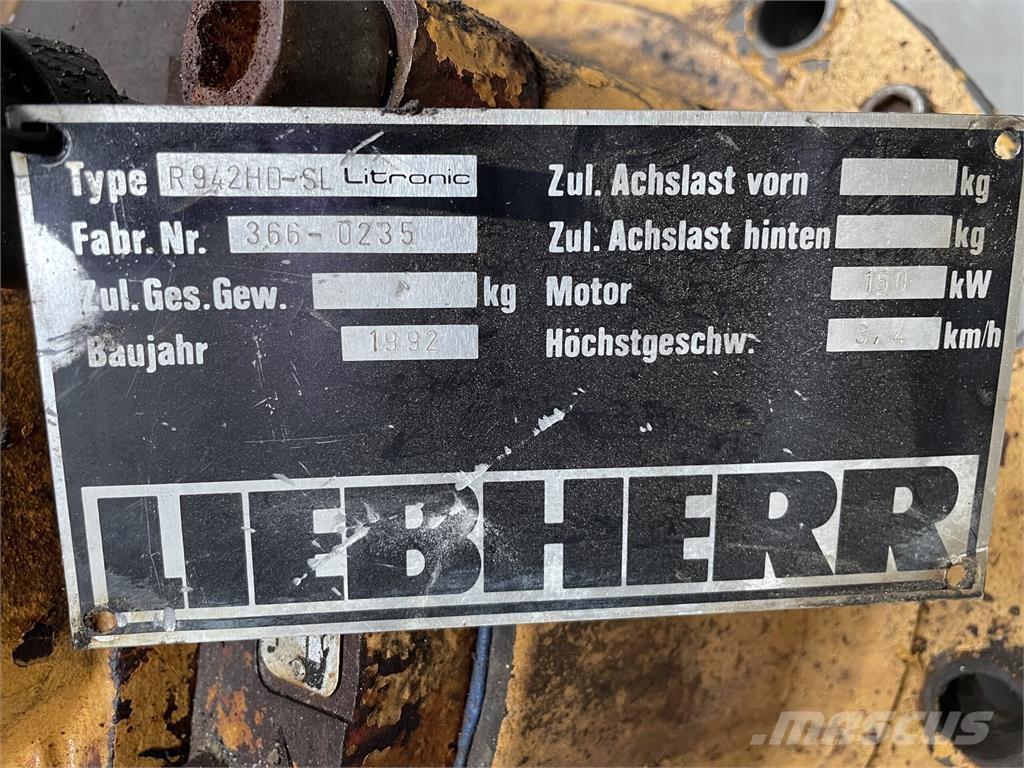 Type R942HD-SL Litronic
Fabr. Nr. 366-0235
Zul. Ges. Gew. kg
Baujahr 1992
Zul. Achslast vorn kg
Zul. Achslast hinten kg
Motor 150 kW
Höchstgeschw. 3,4 km/h
LIEBHERR
mascus